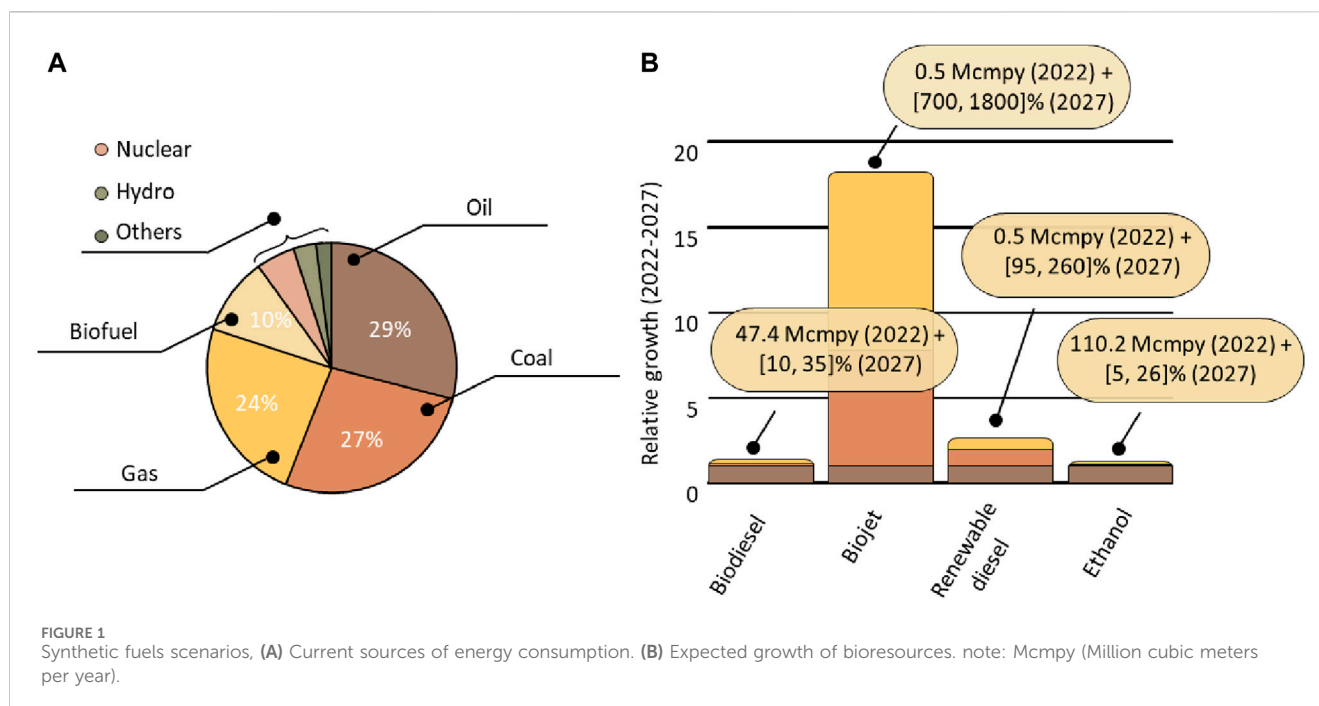 A
Nuclear
Hydro
Others
Oil
Biofuel
10%
29%
Coal
24%
27%
Gas
B
0.5 Mcmpy (2022) +
[700, 1800]% (2027)
Relative growth (2022-2027)
20
15
10
5
0
0.5 Mcmpy (2022) +
[95, 260]% (2027)
47.4 Mcmpy (2022) +
[10, 35]% (2027)
110.2 Mcmpy (2022) +
[5, 26]% (2027)
Biodiesel
Biojet
Renewable
diesel
Ethanol
FIGURE 1
Synthetic fuels scenarios, (A) Current sources of energy consumption. (B) Expected growth of bioresources. note: Mcmpy (Million cubic meters
per year).